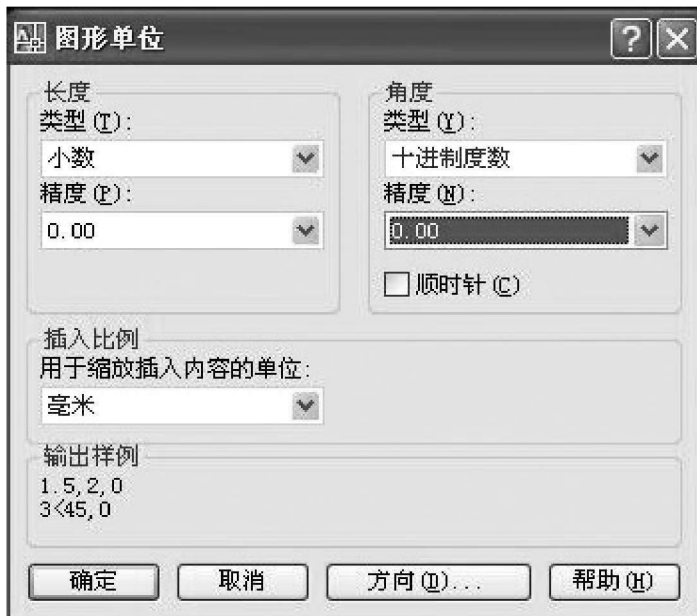 图形单位
长度
类型(T):
小数
精度(P):
0.00
角度
类型(Y):
十进制度数
精度(N):
0.00
顺时针(C)
插入比例
用于缩放插入内容的单位:
毫米
输出样例
1.5,2,0
3<45,0
确定 取消 方向(D)... 帮助(H)